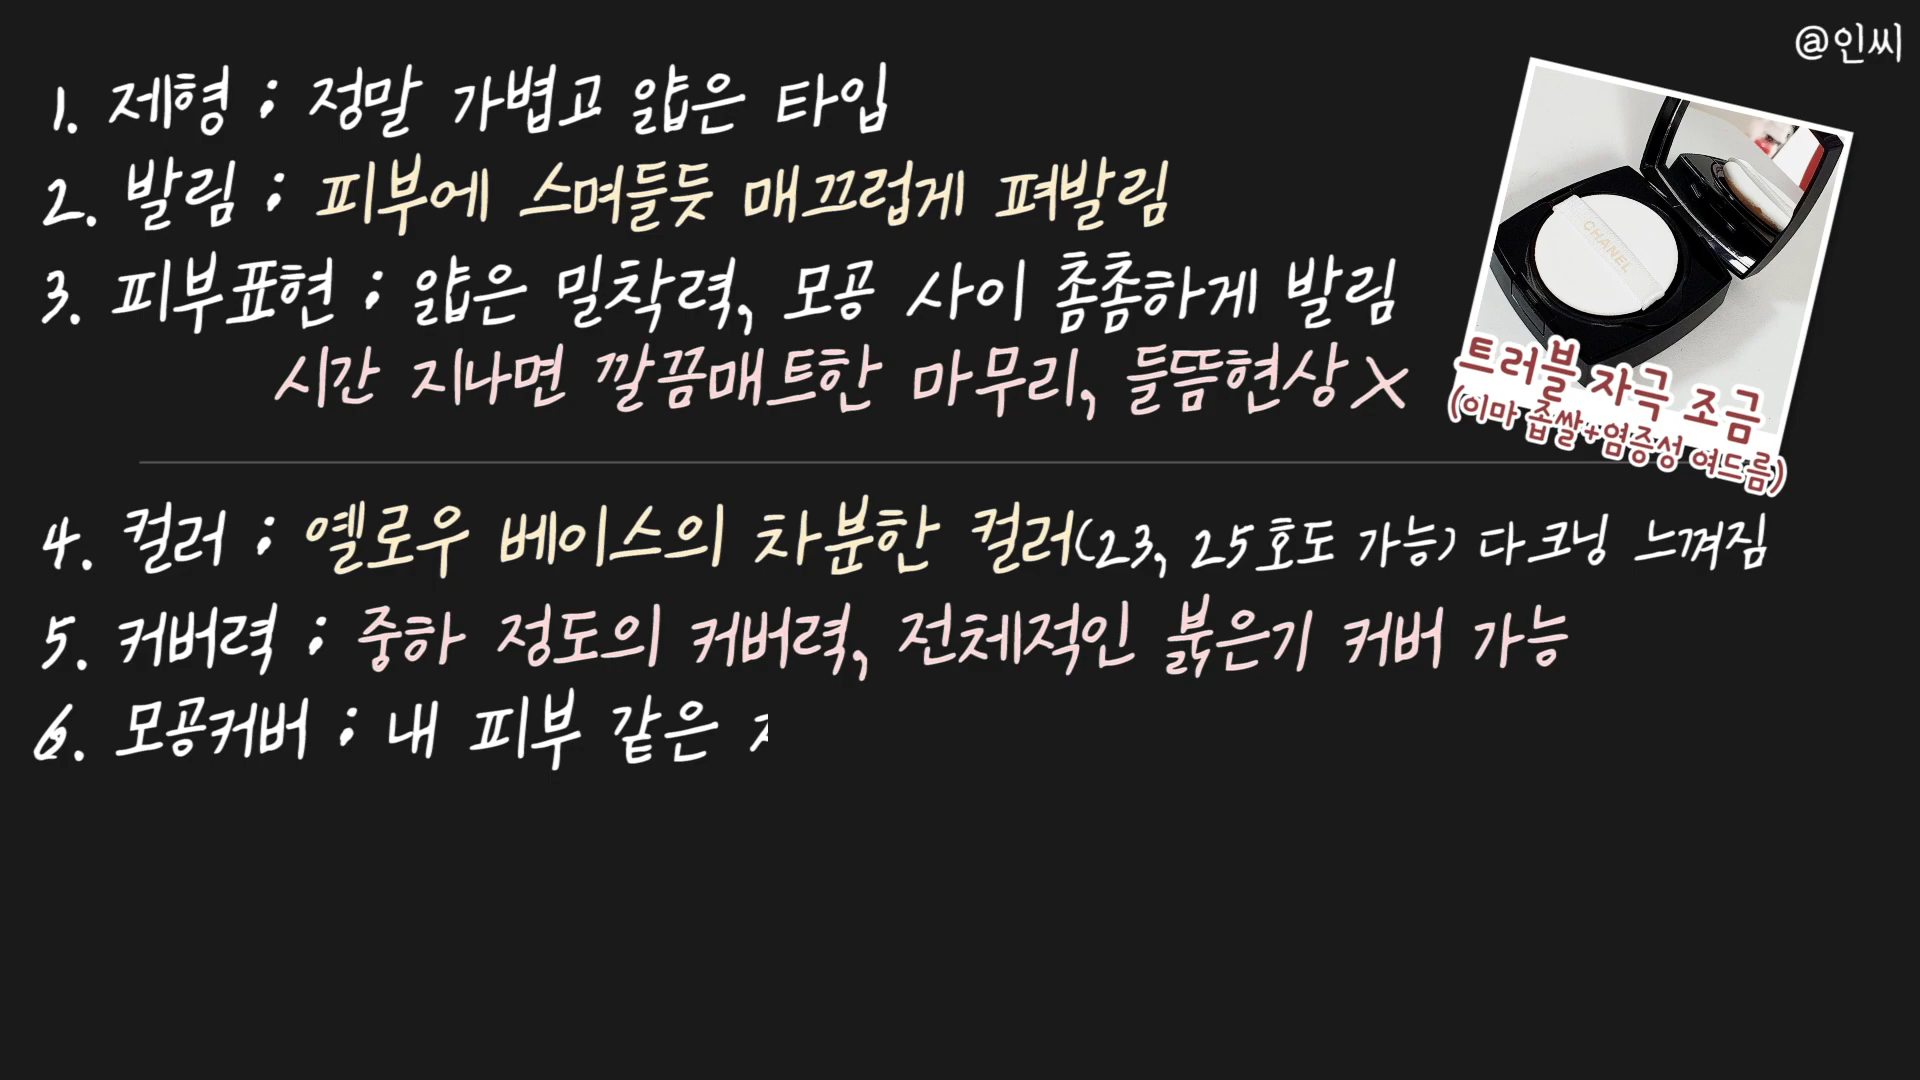 @인씨
1. 제형 ; 정말 가볍고 얇은 타입
2. 발림 ; 피부에 스며들듯 매끄럽게 펴발림
3. 피부표현 ; 얇은 밀착력, 모공 사이 촘촘하게 발림
시간 지나면 깔끔매트한 마무리, 들뜸현상 X
CHANEL
트러블 자극 조금
(이마 좁쌀+염증성 여드름)
4. 컬러 ; 옐로우 베이스의 차분한 컬러(23, 25호도 가능) 다크닝 느껴짐
5. 커버력 ; 중하 정도의 커버력, 전체적인 붉은기 커버 가능
6. 모공커버 ; 내 피부 같은